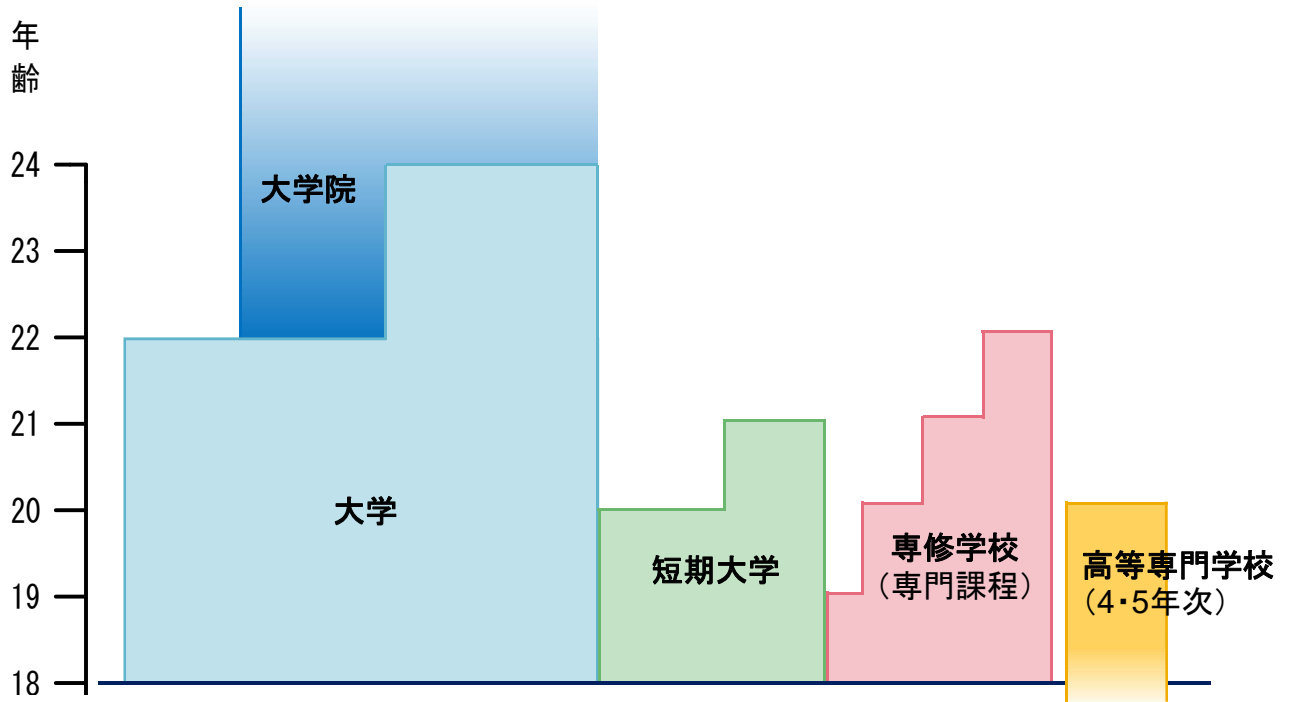 年
齢
24
23
22
21
20
19
18
大学院
大学
短期大学
専修学校
（専門課程）
高等専門学校
（4・5年次）